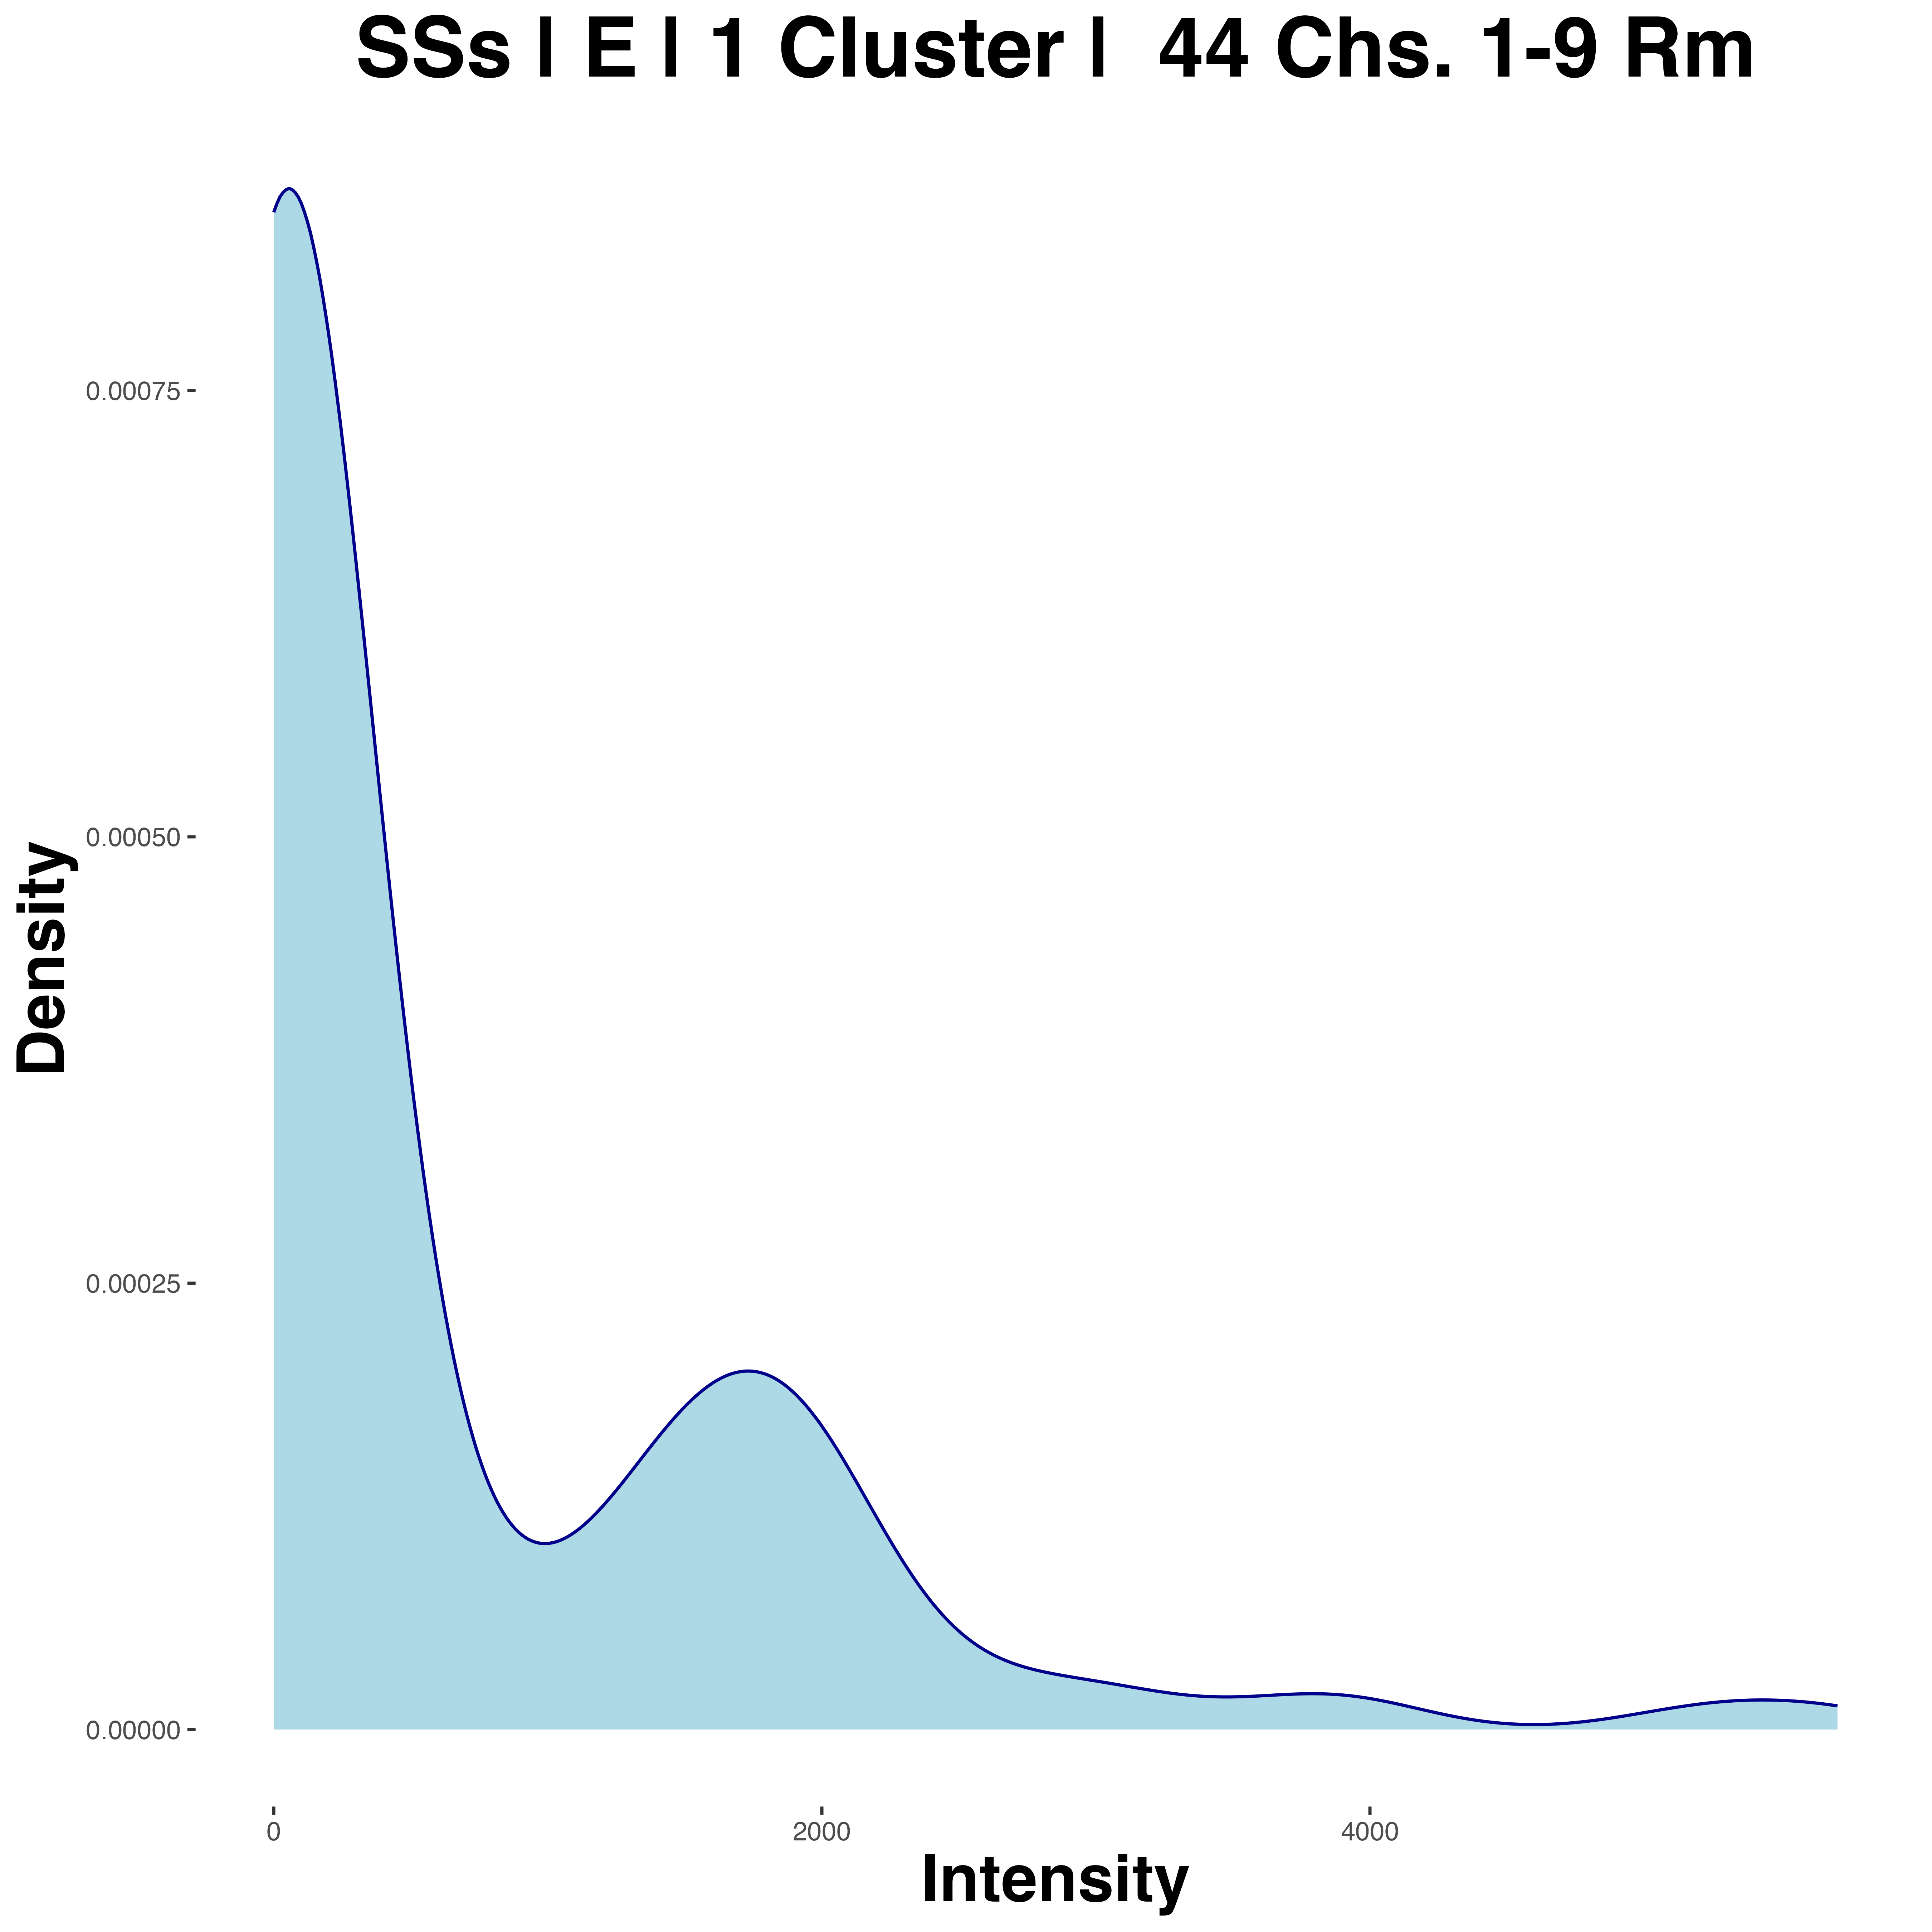 SSs | E | 1 Cluster |  44 Chs. 1-9 Rm
0.00075
0.00050
0.00025
0.00000
Density
0 2000 4000
Intensity